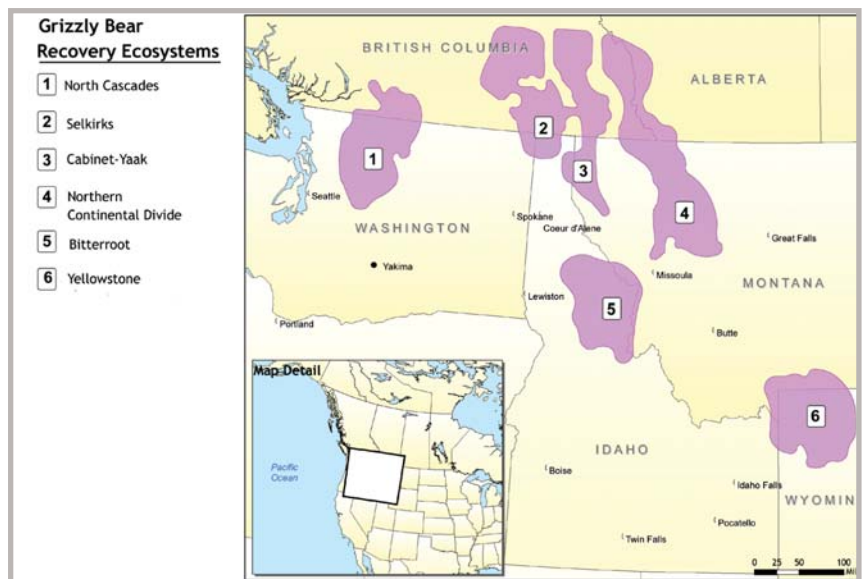 Grizzly Bear
Recovery Ecosystems
1 North Cascades
2 Selkirks
3 Cabinet-Yaak
4 Northern
Continental Divide
5 Bitterroot
6 Yellowstone
BRITISH COLUMBIA
ALBERTA
1
2
3
4
Seattle
Spokane
Coeur d'Alene
WASHINGTON
Great Falls
Yakima
Missoula
MONTANA
Lewiston
5
Portland
Butte
Map Detail
6
IDAHO
Pacific
Ocean
Boise
Idaho Falls
WYOMIN
Pocatello
Twin Falls
0 25 50 100